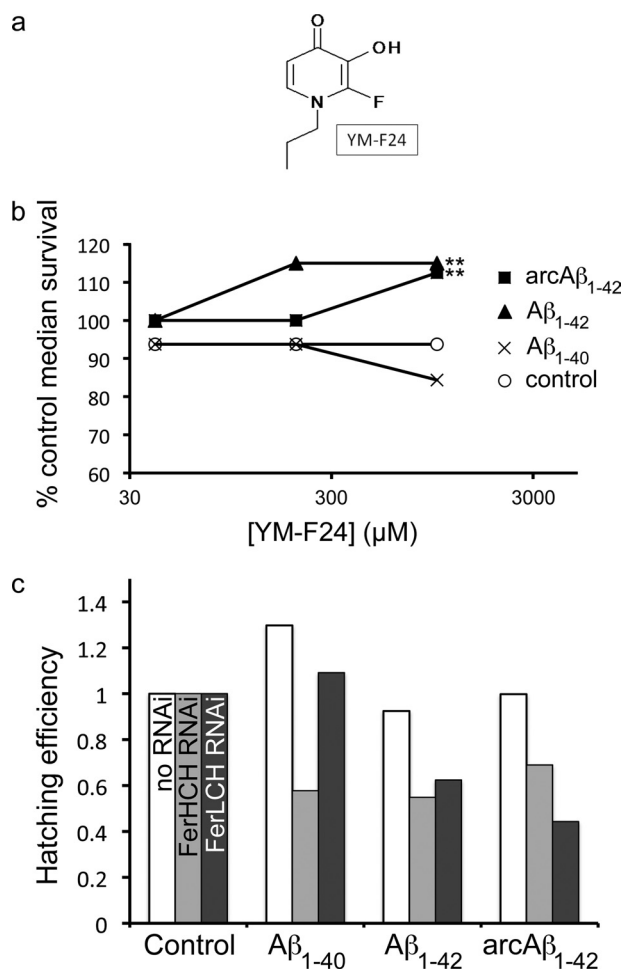 a
O
OH
N
F
YM-F24
b
% control median survival
120
110
100
90
80
70
60
30
300
3000
[YM-F24] (µM)
**
**
arcAβ1-42
Aβ1-42
Aβ1-40
control
c
Hatching efficiency
1.4
1.2
1
0.8
0.6
0.4
0.2
0
no RNAi
FerHCH RNAi
FerLCH RNAi
Control
Aβ1-40
Aβ1-42
arcAβ1-42